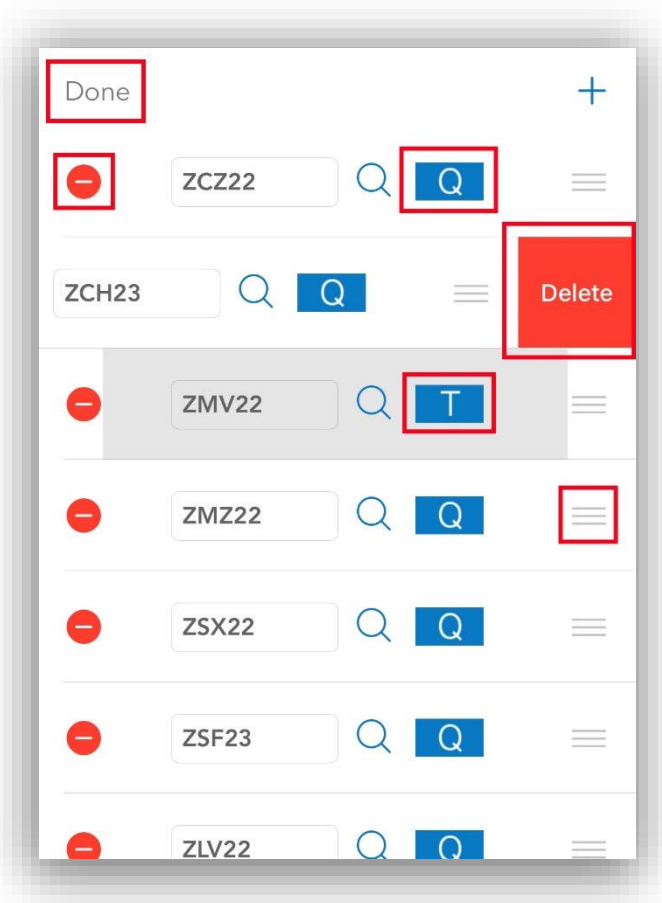 Done +
ZCZ22 Q
ZCH23 Q Delete
ZMV22 T
ZMZ22 Q
ZSX22 Q
ZSF23 Q
ZLV22 Q